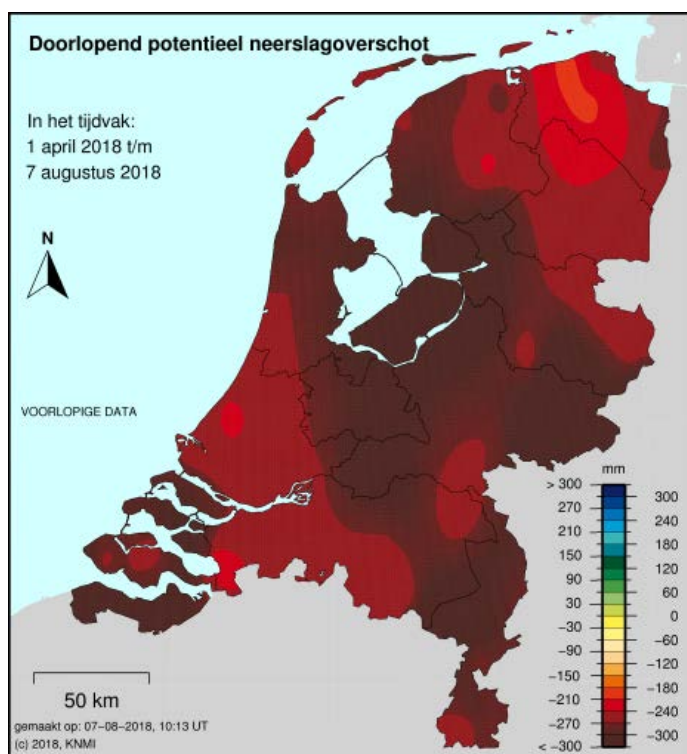 Doorlopend potentieel neerslagoverschot
In het tijdvak:
1 april 2018 t/m
7 augustus 2018
N
VOORLOPIGE DATA
mm
> 300
300
270
240
210
180
150
120
90
60
30
0
−30
−60
−90
−120
−150
−180
−210
−240
−270
−300
< −300
50 km
gemaakt op: 07−08−2018, 10:13 UT
(c) 2018, KNMI